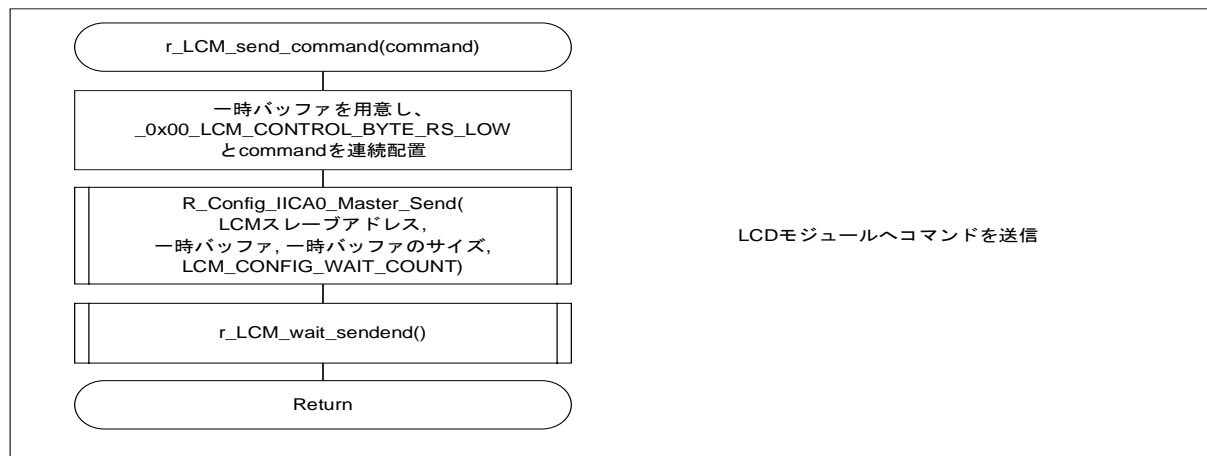 r_LCM_send_command(command)
一時バッファを用意し、
_0x00_LCM_CONTROL_BYTE_RS_LOW
とcommandを連続配置
R_Config_IICA0_Master_Send(
LCMスレーブアドレス,
一時バッファ, 一時バッファのサイズ,
LCM_CONFIG_WAIT_COUNT)
LCDモジュールへコマンドを送信
r_LCM_wait_sendend()
Return